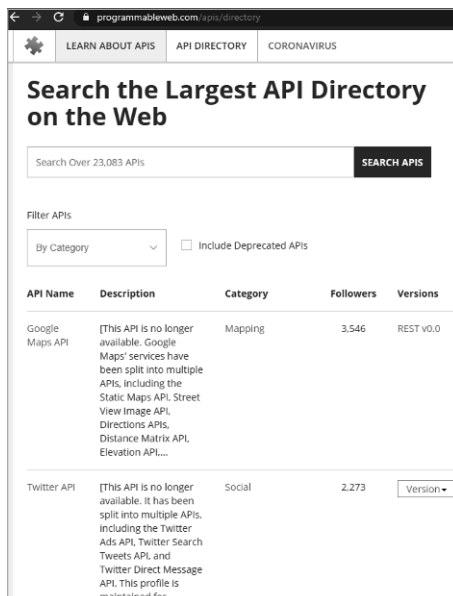 programmableweb.com/apis/directory
LEARN ABOUT APIS API DIRECTORY CORONAVIRUS
Search the Largest API Directory
on the Web
Search Over 23,083 APIs SEARCH APIS
Filter APIs
By Category Include Deprecated APIs
API Name Description Category Followers Versions
Google [This API is no longer Mapping 3,546 REST v0.0
Maps API available. Google
Maps' services have
been split into multiple
APIs, including the
Static Maps API, Street
View Image API,
Directions APIs,
Distance Matrix API,
Elevation API,...
Twitter API [This API is no longer Social 2,273 Version
available. It has been
split into multiple APIs,
including the Twitter
Ads API, Twitter Search
Tweets API, and
Twitter Direct Message
API. This profile is
maintained for